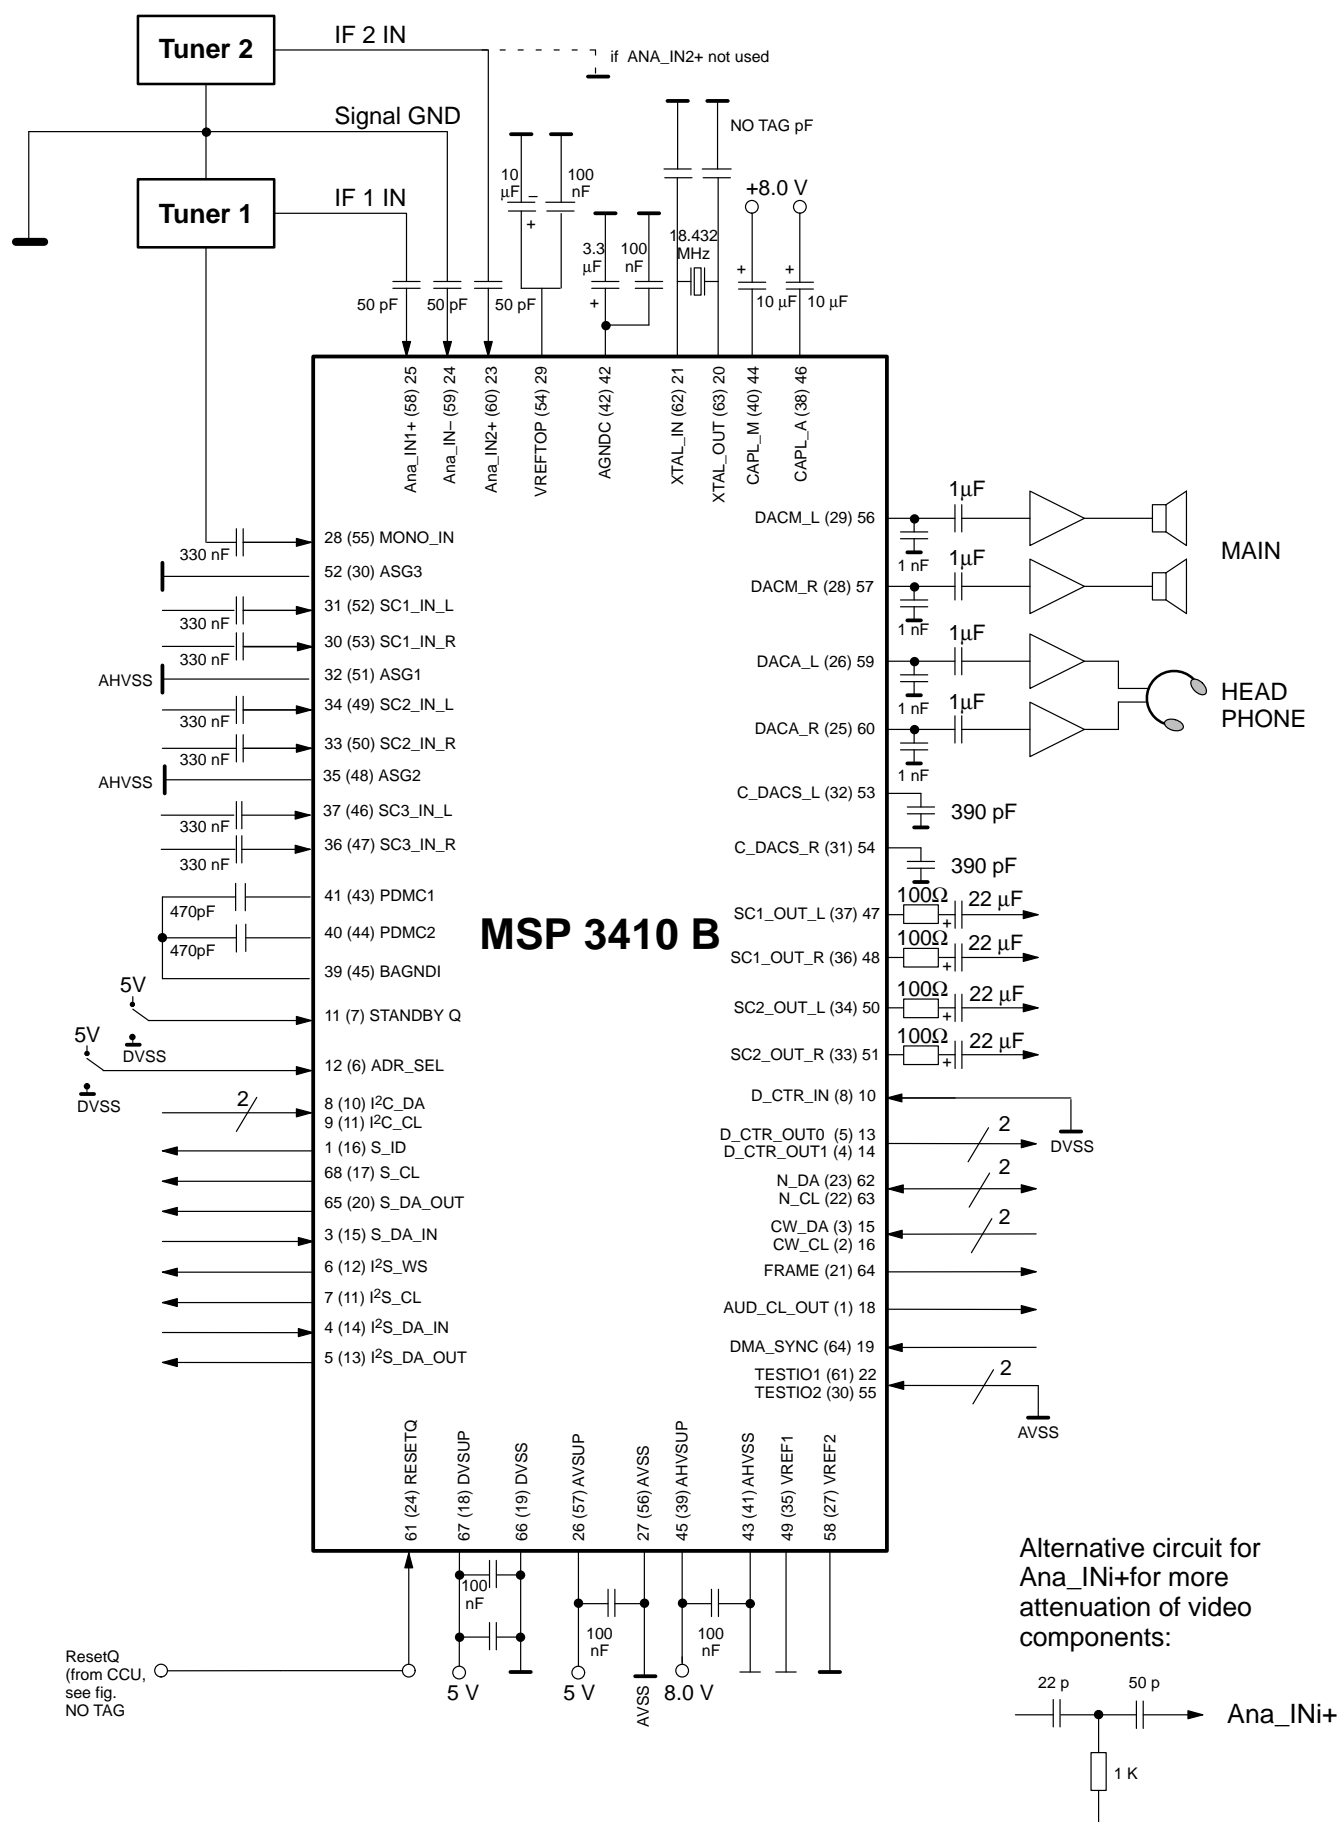 Tuner 2
IF 2 IN
if ANA_IN2+ not used
Signal GND
NO TAG pF
Tuner 1
IF 1 IN
10
µF
–
+
100
nF
+8.0 V
3.3
µF
+
100
nF
18.432
MHz
+
+
50 pF
50 pF
50 pF
10 µF
10 µF
Ana_IN1+ (58) 25
Ana_IN– (59) 24
Ana_IN2+ (60) 23
VREFTOP (54) 29
AGNDC (42) 42
XTAL_IN (62) 21
XTAL_OUT (63) 20
CAPL_M (40) 44
CAPL_A (38) 46
330 nF
28 (55) MONO_IN
52 (30) ASG3
330 nF
31 (52) SC1_IN_L
330 nF
30 (53) SC1_IN_R
AHVSS
32 (51) ASG1
330 nF
34 (49) SC2_IN_L
330 nF
33 (50) SC2_IN_R
AHVSS
35 (48) ASG2
330 nF
37 (46) SC3_IN_L
330 nF
36 (47) SC3_IN_R
470pF
41 (43) PDMC1
470pF
40 (44) PDMC2
39 (45) BAGNDI
5V
DVSS
11 (7) STANDBY Q
5V
DVSS
12 (6) ADR_SEL
2
8 (10) I2C_DA
9 (11) I2C_CL
1 (16) S_ID
68 (17) S_CL
65 (20) S_DA_OUT
3 (15) S_DA_IN
6 (12) I2S_WS
7 (11) I2S_CL
4 (14) I2S_DA_IN
5 (13) I2S_DA_OUT
MSP 3410 B
DACM_L (29) 56
1µF
1 nF
MAIN
DACM_R (28) 57
1µF
1 nF
DACA_L (26) 59
1µF
1 nF
HEAD
PHONE
DACA_R (25) 60
1µF
1 nF
C_DACS_L (32) 53
390 pF
C_DACS_R (31) 54
390 pF
SC1_OUT_L (37) 47
100Ω
+
22 µF
SC1_OUT_R (36) 48
100Ω
+
22 µF
SC2_OUT_L (34) 50
100Ω
+
22 µF
SC2_OUT_R (33) 51
100Ω
+
22 µF
D_CTR_IN (8) 10
DVSS
D_CTR_OUT0 (5) 13
D_CTR_OUT1 (4) 14
2
N_DA (23) 62
N_CL (22) 63
2
CW_DA (3) 15
CW_CL (2) 16
2
FRAME (21) 64
AUD_CL_OUT (1) 18
DMA_SYNC (64) 19
TESTIO1 (61) 22
TESTIO2 (30) 55
2
AVSS
61 (24) RESETQ
67 (18) DVSUP
66 (19) DVSS
26 (57) AVSUP
27 (56) AVSS
45 (39) AHVSUP
43 (41) AHVSS
49 (35) VREF1
58 (27) VREF2
100
nF
100
nF
100
nF
ResetQ
(from CCU,
see fig.
NO TAG
5 V
5 V
AVSS
8.0 V
Alternative circuit for
Ana_INi+for more
attenuation of video
components:
22 p
50 p
Ana_INi+
1 K